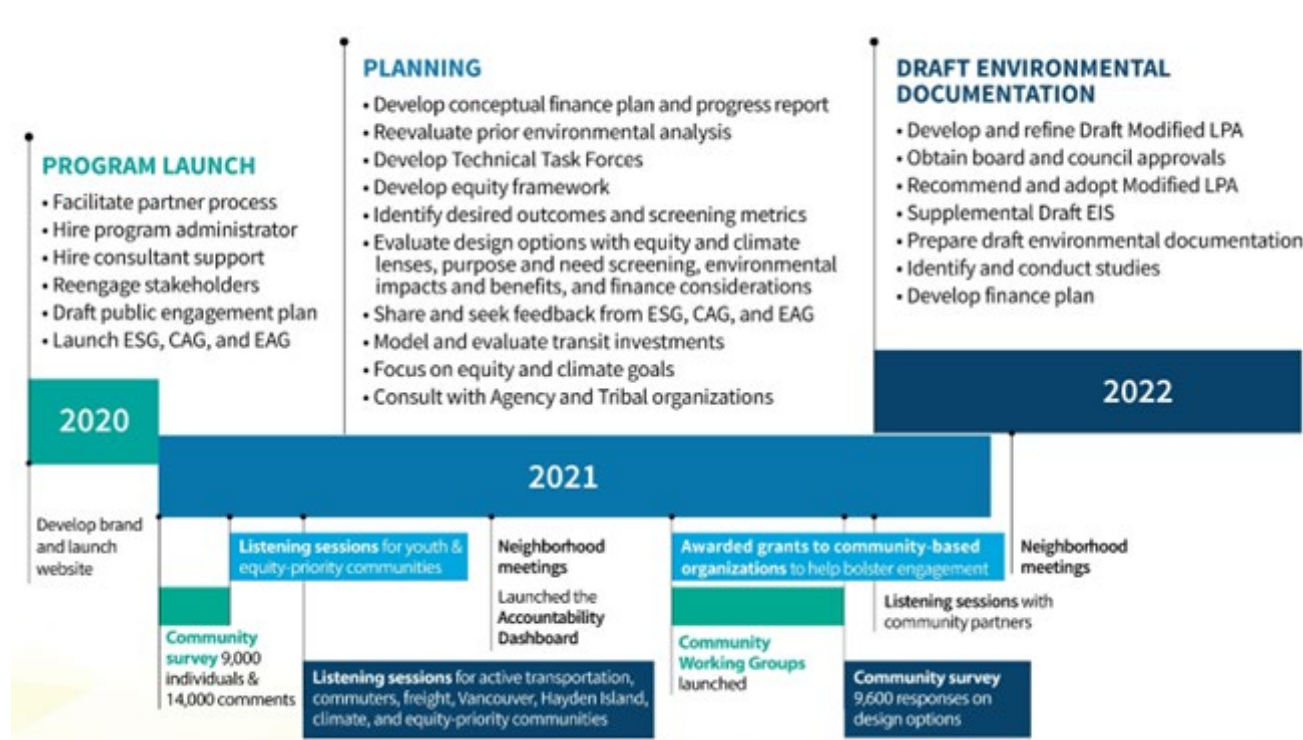 PROGRAM LAUNCH
• Facilitate partner process
• Hire program administrator
• Hire consultant support
• Reengage stakeholders
• Draft public engagement plan
• Launch ESG, CAG, and EAG
PLANNING
• Develop conceptual finance plan and progress report
• Reevaluate prior environmental analysis
• Develop Technical Task Forces
• Develop equity framework
• Identify desired outcomes and screening metrics
• Evaluate design options with equity and climate
lenses, purpose and need screening, environmental
impacts and benefits, and finance considerations
• Share and seek feedback from ESG, CAG, and EAG
• Model and evaluate transit investments
• Focus on equity and climate goals
• Consult with Agency and Tribal organizations
DRAFT ENVIRONMENTAL
DOCUMENTATION
• Develop and refine Draft Modified LPA
• Obtain board and council approvals
• Recommend and adopt Modified LPA
• Supplemental Draft EIS
• Prepare draft environmental documentation
• Identify and conduct studies
• Develop finance plan
2020
2021
2022
Develop brand
and launch
website
Community
survey 9,000
individuals &
14,000 comments
Listening sessions for youth &
equity-priority communities
Listening sessions for active transportation,
commuters, freight, Vancouver, Hayden Island,
climate, and equity-priority communities
Neighborhood
meetings
Launched the
Accountability
Dashboard
Awarded grants to community-based
organizations to help bolster engagement
Community
Working Groups
launched
Community survey
9,600 responses on
design options
Listening sessions with
community partners
Neighborhood
meetings